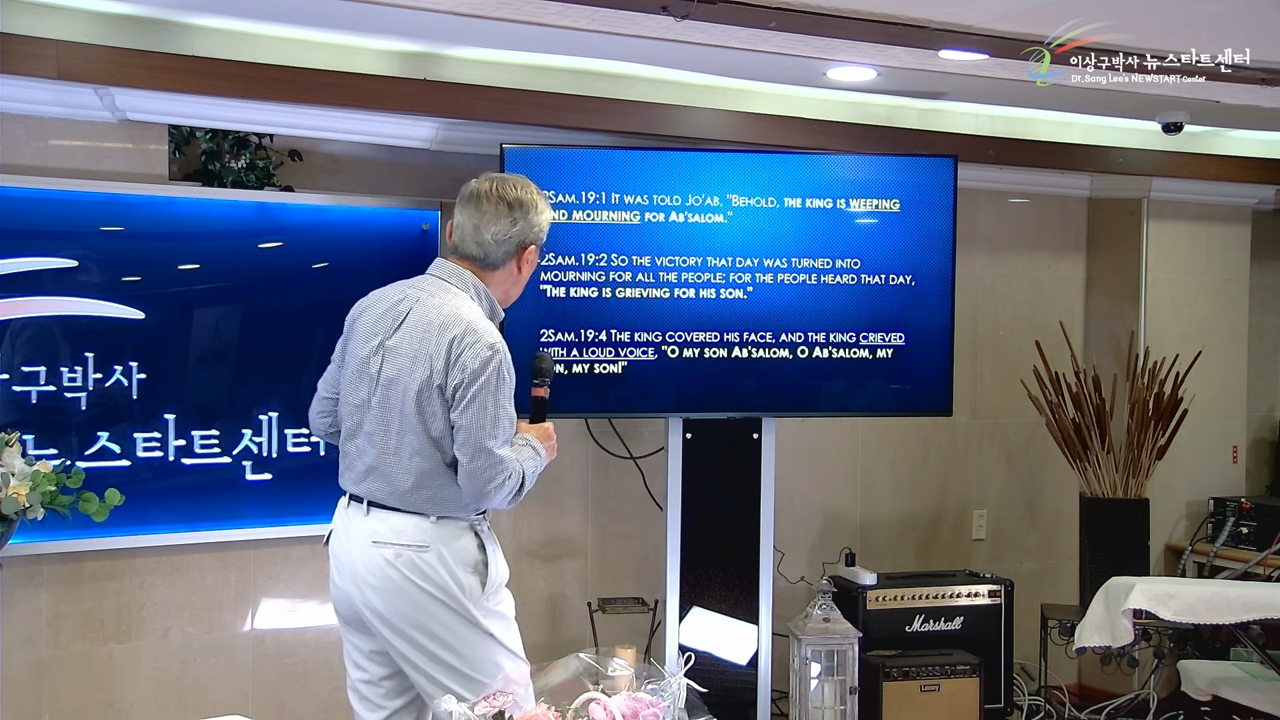 이상구박사 뉴스타트센터
Dr. Sang Lee's NEWSTART Center
2Sam.19:1 It was told Jo'ab, "Behold, the king is weeping
and mourning for Ab'salom."
2Sam.19:2 So the victory that day was turned into
mourning for all the people; for the people heard that day,
"The king is grieving for his son."
2Sam.19:4 The king covered his face, and the king crieved
with a loud voice, "O my son Ab'salom, O Ab'salom, my
son, my son!"
구박사
뉴스타트센터
Marshall
Laney